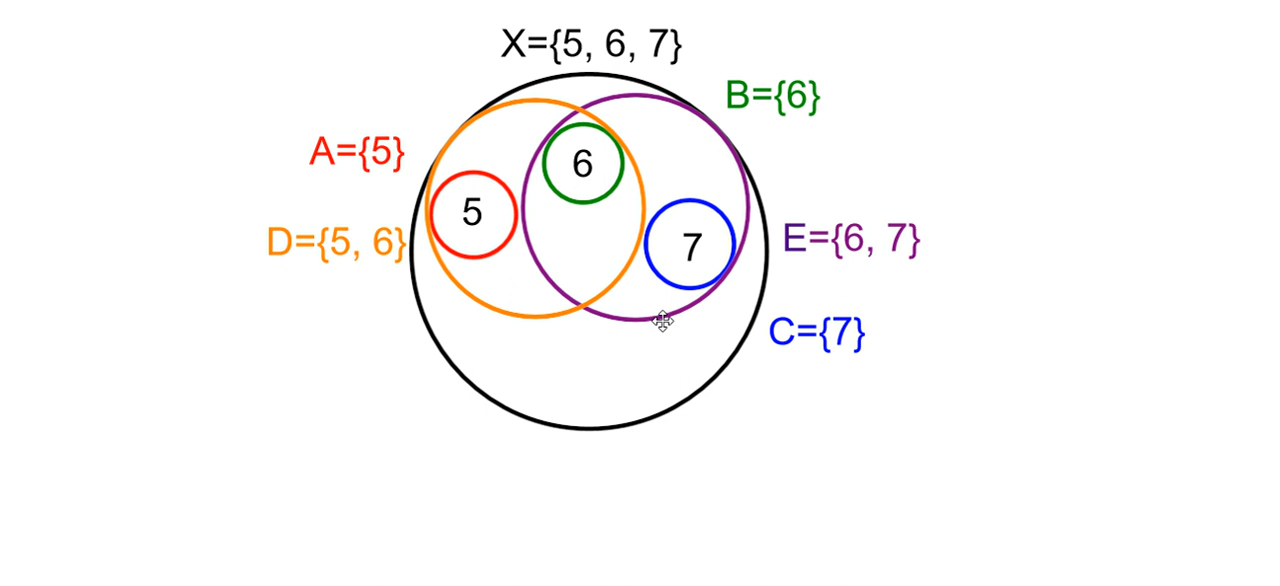 X={5, 6, 7}
B={6}
A={5}
6
5
D={5, 6}
7
E={6, 7}
C={7}